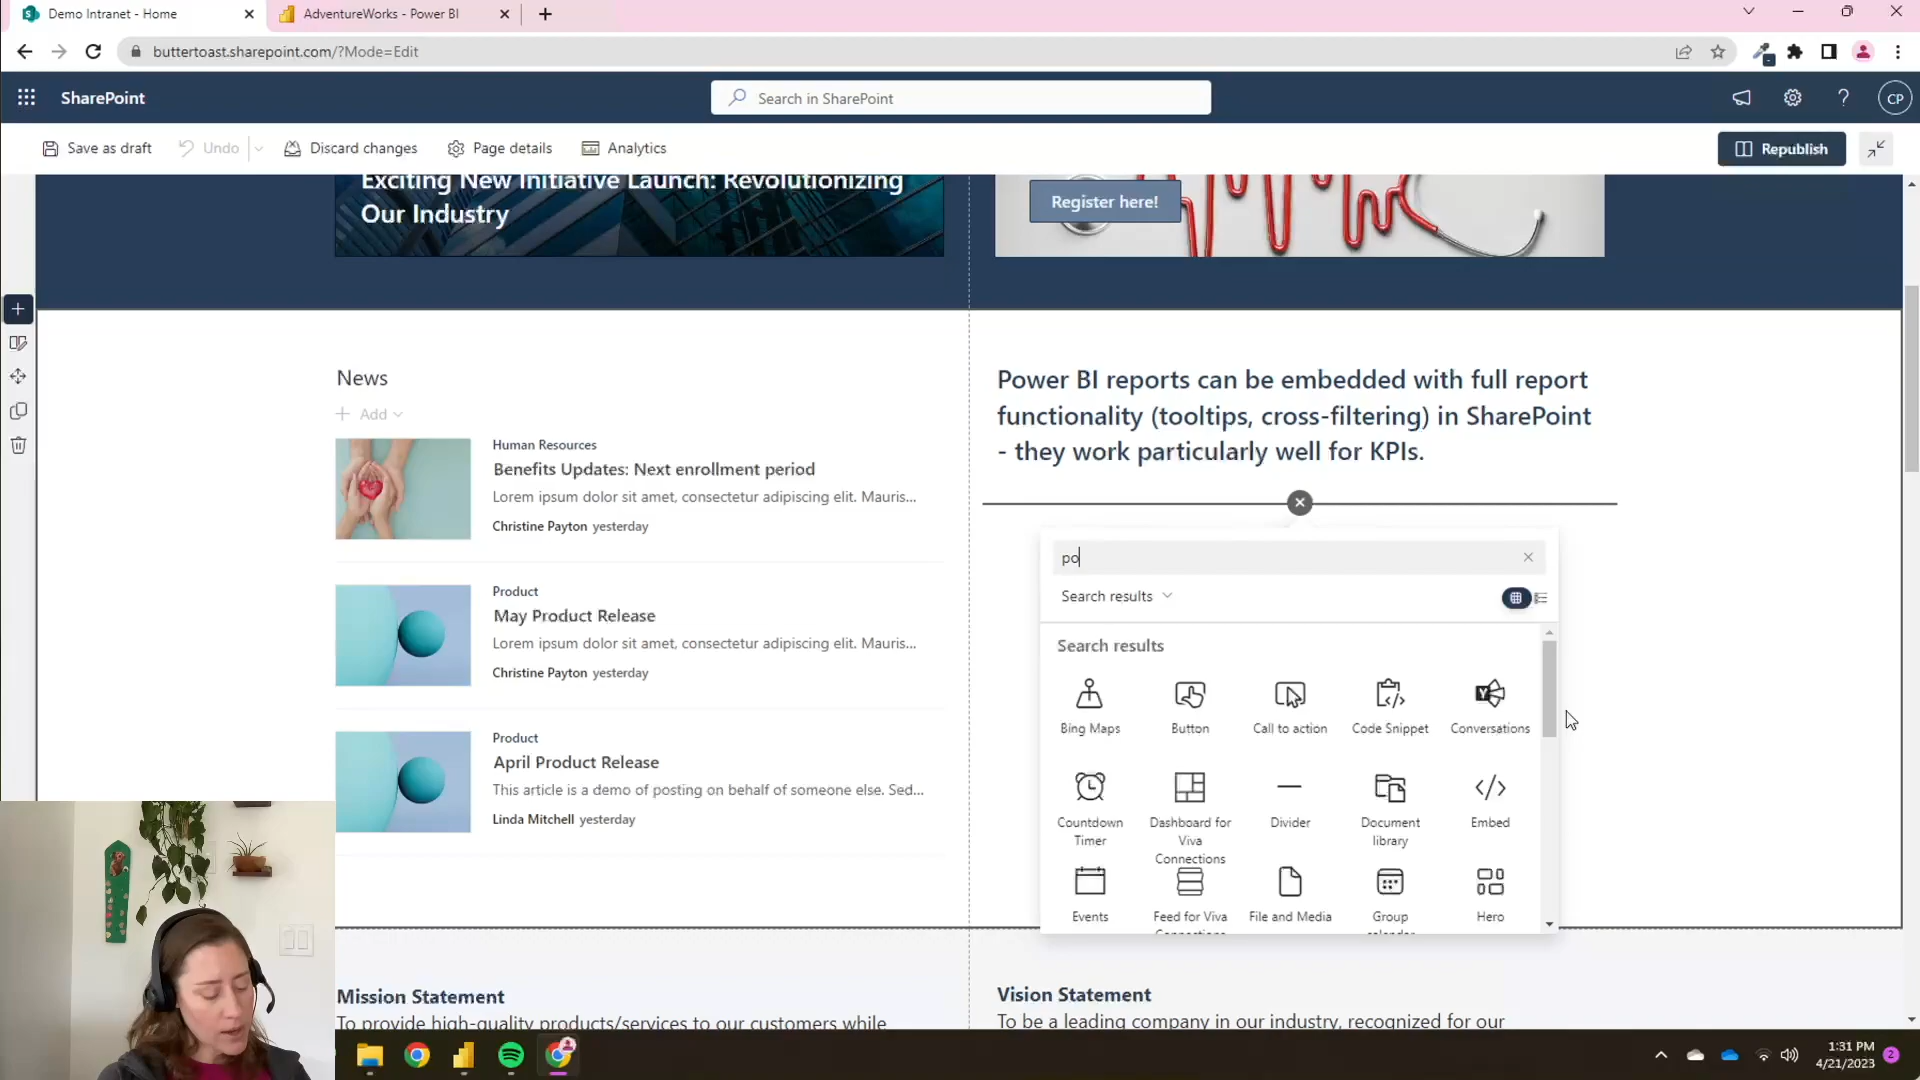 Demo Intranet - Home
AdventureWorks - Power BI
buttertoast.sharepoint.com/?Mode=Edit
SharePoint
Search in SharePoint
CP
Save as draft
Undo
Discard changes
Page details
Analytics
Republish
Exciting New Initiative Launch: Revolutionizing
Our Industry
Register here!
News
Add
Human Resources
Benefits Updates: Next enrollment period
Lorem ipsum dolor sit amet, consectetur adipiscing elit. Mauris...
Christine Payton yesterday
Product
May Product Release
Lorem ipsum dolor sit amet, consectetur adipiscing elit. Mauris...
Christine Payton yesterday
Product
April Product Release
This article is a demo of posting on behalf of someone else. Sed...
Linda Mitchell yesterday
Power BI reports can be embedded with full report
functionality (tooltips, cross-filtering) in SharePoint
- they work particularly well for KPIs.
po
Search results
Search results
Bing Maps
Button
Call to action
Code Snippet
Conversations
Countdown
Timer
Dashboard for
Viva
Connections
Divider
Document
library
Embed
Events
Feed for Viva
Connections
File and Media
Group
calendar
Hero
Mission Statement
To provide high-quality products/services to our customers while
Vision Statement
To be a leading company in our industry, recognized for our
1:31 PM
4/21/2023
2